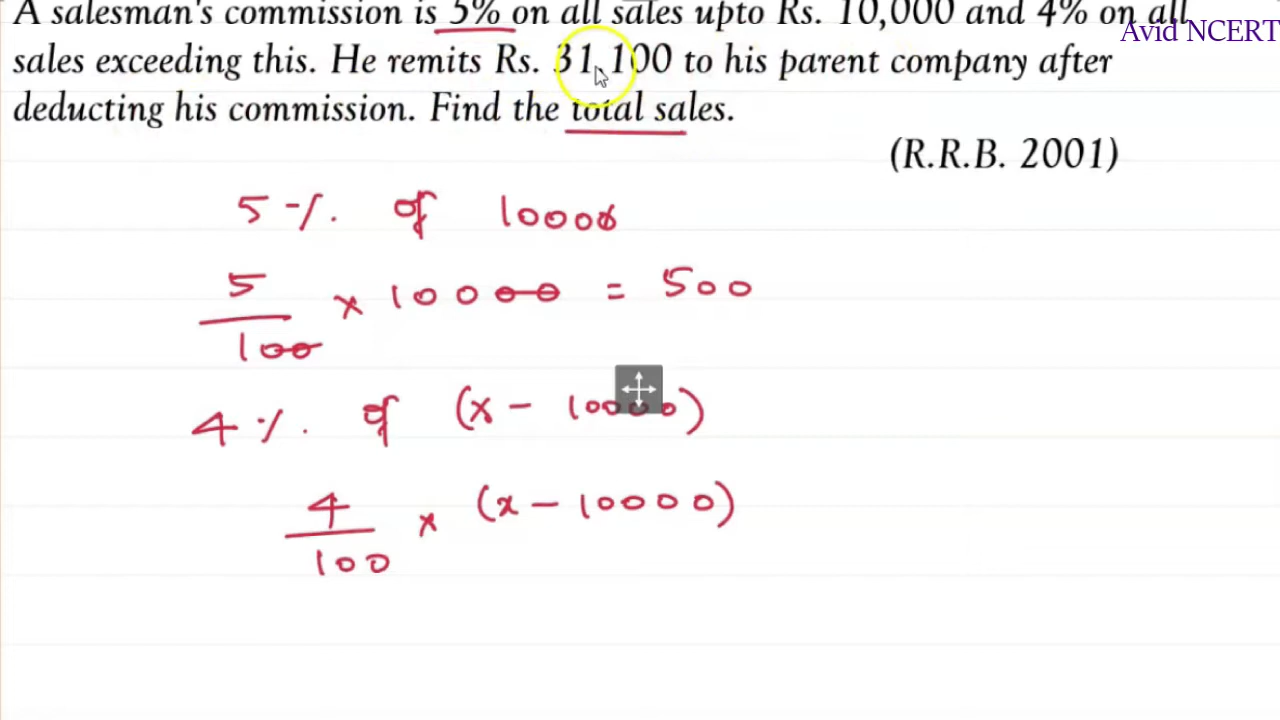 A salesman's commission is 5% on all sales upto Rs. 10,000 and 4% on all
Avid NCERT
sales exceeding this. He remits Rs. 31,100 to his parent company after
deducting his commission. Find the total sales.
(R.R.B. 2001)
5 % of 10000
5/100 × 10000 = 500
4 % of (x - 10000)
4/100 × (x - 10000)